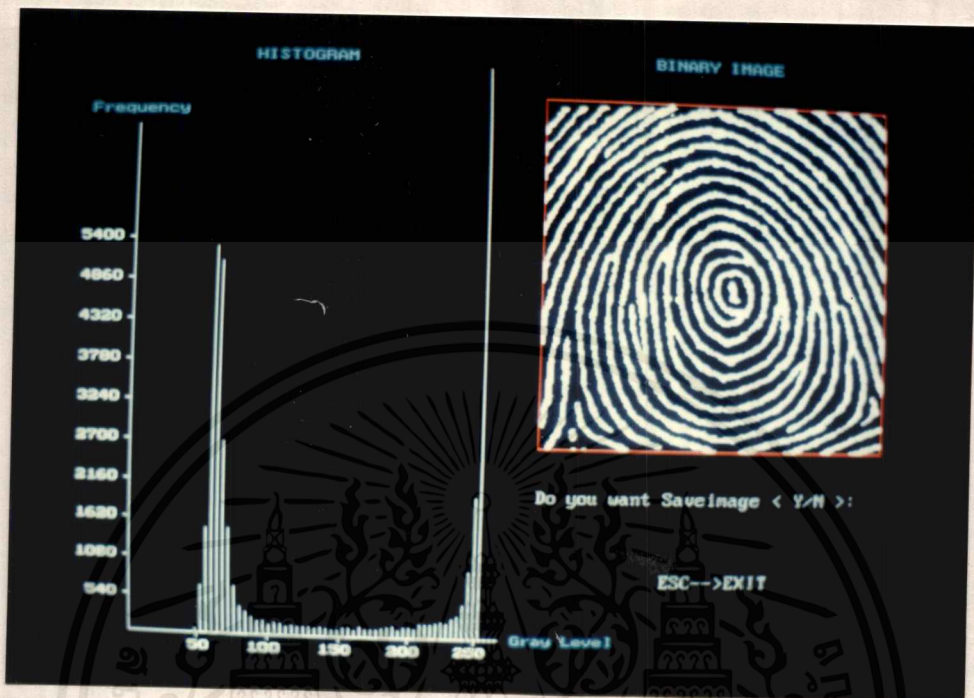 HISTOGRAM
BINARY IMAGE
Frequency
5400
4860
4320
3780
3240
2700
2160
1620
1080
540
50 100 150 200 250
Gray Level
Do you want Saveimage < Y/N >:
ESC-->EXIT